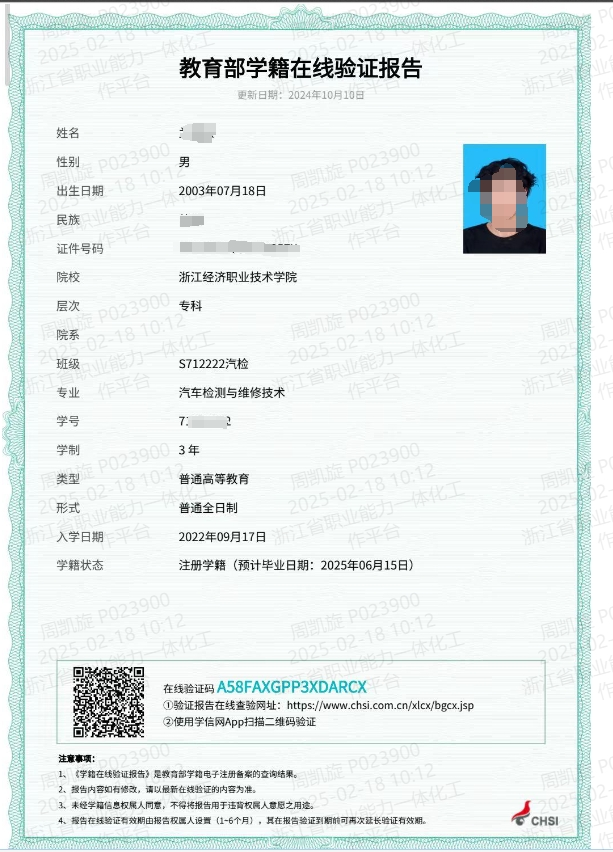 教育部学籍在线验证报告
更新日期：2024年10月10日
姓名
性别 男
出生日期 2003年07月18日
民族
证件号码
院校 浙江经济职业技术学院
层次 专科
院系
班级 S712222汽检
专业 汽车检测与维修技术
学号 71 2
学制 3 年
类型 普通高等教育
形式 普通全日制
入学日期 2022年09月17日
学籍状态 注册学籍（预计毕业日期：2025年06月15日）
在线验证码 A58FAXGPP3XDARCX
①验证报告在线查验网址：https://www.chsi.com.cn/xlcx/bgcx.jsp
②使用学信网App扫描二维码验证
注意事项：
1、《学籍在线验证报告》是教育部学籍电子注册备案的查询结果。
2、报告内容如有修改，请以最新在线验证的内容为准。
3、未经学籍信息权属人同意，不得将报告用于违背权属人意愿之用途。
4、报告在线验证有效期由报告权属人设置（1~6个月），其在报告验证到期前可再次延长验证有效期。
CHSI
周凯旋 P023900
2025-02-18 10:12
浙江省职业能力一体化工
作平台